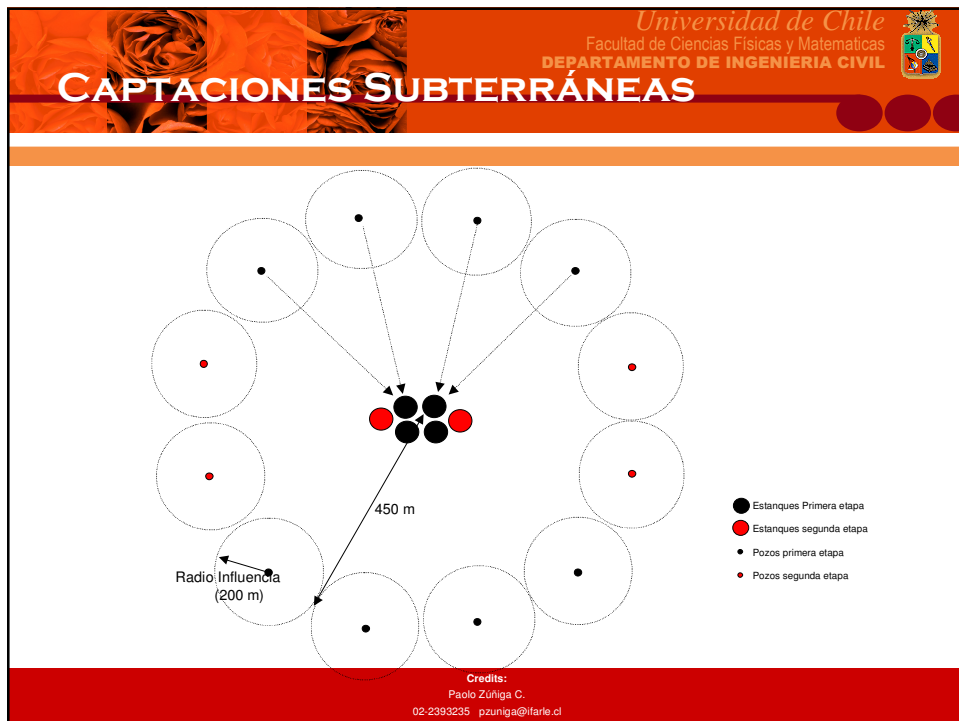 Universidad de Chile
Facultad de Ciencias Físicas y Matematicas
DEPARTAMENTO DE INGENIERIA CIVIL
CAPTACIONES SUBTERRÁNEAS
450 m
Radio Influencia
(200 m)
Estanques Primera etapa
Estanques segunda etapa
Pozos primera etapa
Pozos segunda etapa
Credits:
Paolo Zúñiga C.
02-2393235 pzuniga@ifarle.cl